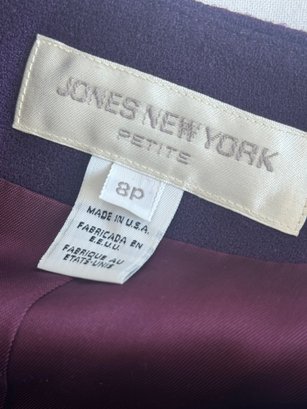 JONES NEW YORK
PETITE
8P
MADE IN U.S.A.
FABRICADA EN
E.E.U.U.
FABRIQUE AU
ETATS-UNIS